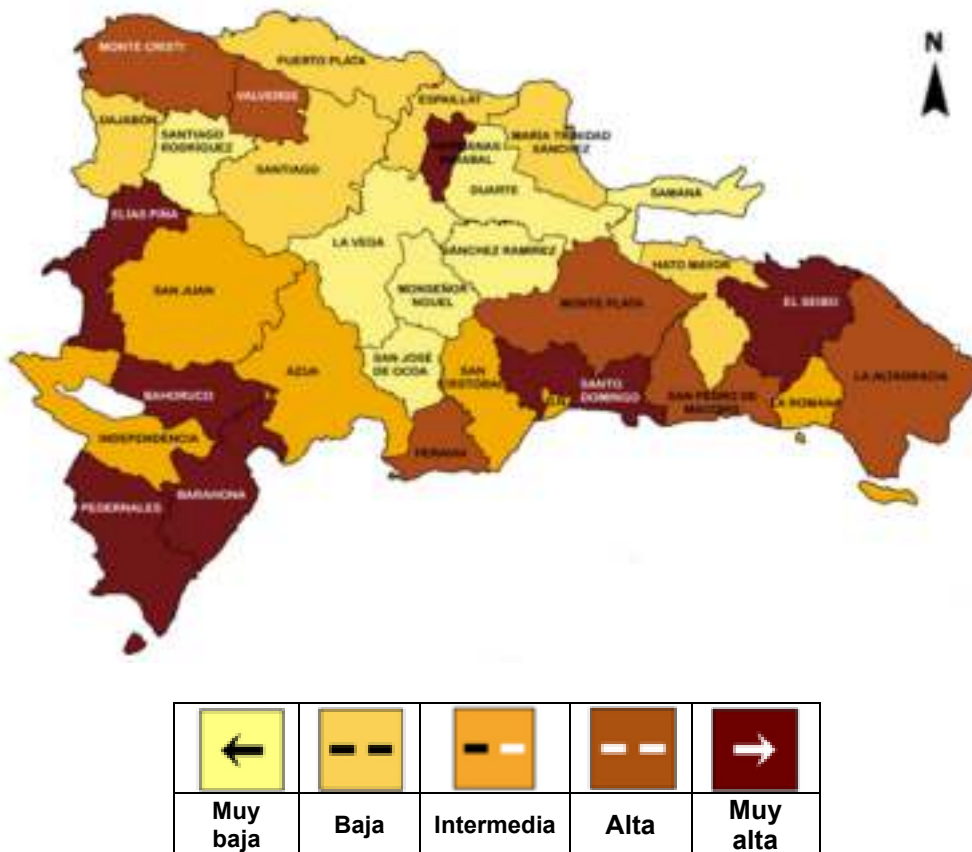 N
MONTE CRISTI
PUERTO PLATA
VALVERDE
ESPAILLAT
DAJABÓN
SANTIAGO
RODRÍGUEZ
MARÍA TRINIDAD
SÁNCHEZ
SANTIAGO
DUARTE
SAMANÁ
ELÍAS PIÑA
LA VEGA
SÁNCHEZ RAMIREZ
HATO MAYOR
SAN JUAN
MONSEÑOR
NOUEL
MONTE PLATA
EL SEIBO
AZUA
SAN JOSÉ
DE OCOA
SAN
CRISTÓBAL
SANTO
DOMINGO
SAN PEDRO DE
MACORIS
LA ROMANA
LA ALTAGRACIA
BAHORUCO
INDEPENDENCIA
PERAVIA
BARAHONA
PEDERNALES
Muy
baja
Baja
Intermedia
Alta
Muy
alta